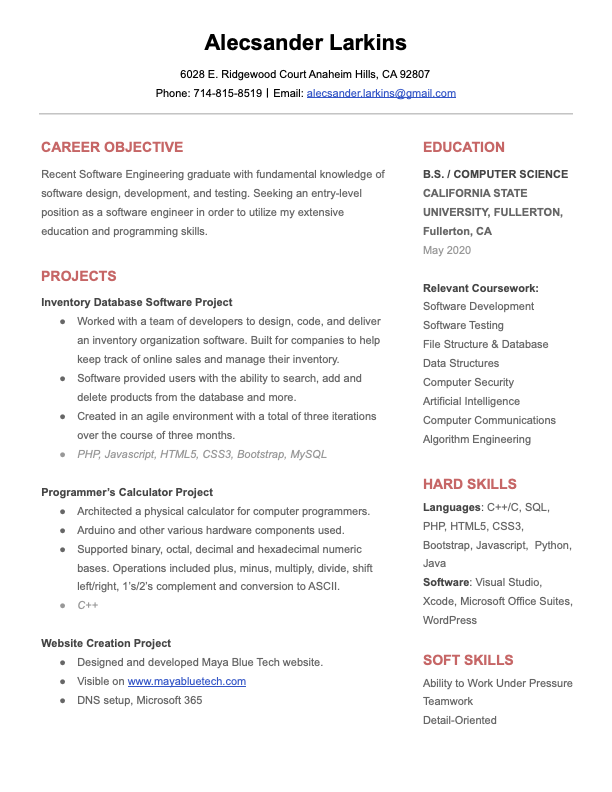 Alecsander Larkins
6028 E. Ridgewood Court Anaheim Hills, CA 92807
Phone: 714-815-8519 | Email: alecsander.larkins@gmail.com
CAREER OBJECTIVE
Recent Software Engineering graduate with fundamental knowledge of
software design, development, and testing. Seeking an entry-level
position as a software engineer in order to utilize my extensive
education and programming skills.
PROJECTS
Inventory Database Software Project
● Worked with a team of developers to design, code, and deliver
an inventory organization software. Built for companies to help
keep track of online sales and manage their inventory.
● Software provided users with the ability to search, add and
delete products from the database and more.
● Created in an agile environment with a total of three iterations
over the course of three months.
● PHP, Javascript, HTML5, CSS3, Bootstrap, MySQL
Programmer’s Calculator Project
● Architected a physical calculator for computer programmers.
● Arduino and other various hardware components used.
● Supported binary, octal, decimal and hexadecimal numeric
bases. Operations included plus, minus, multiply, divide, shift
left/right, 1’s/2’s complement and conversion to ASCII.
● C++
Website Creation Project
● Designed and developed Maya Blue Tech website.
● Visible on www.mayabluetech.com
● DNS setup, Microsoft 365
EDUCATION
B.S. / COMPUTER SCIENCE
CALIFORNIA STATE
UNIVERSITY, FULLERTON,
Fullerton, CA
May 2020
Relevant Coursework:
Software Development
Software Testing
File Structure & Database
Data Structures
Computer Security
Artificial Intelligence
Computer Communications
Algorithm Engineering
HARD SKILLS
Languages: C++/C, SQL,
PHP, HTML5, CSS3,
Bootstrap, Javascript,  Python,
Java
Software: Visual Studio,
Xcode, Microsoft Office Suites,
WordPress
SOFT SKILLS
Ability to Work Under Pressure
Teamwork
Detail-Oriented